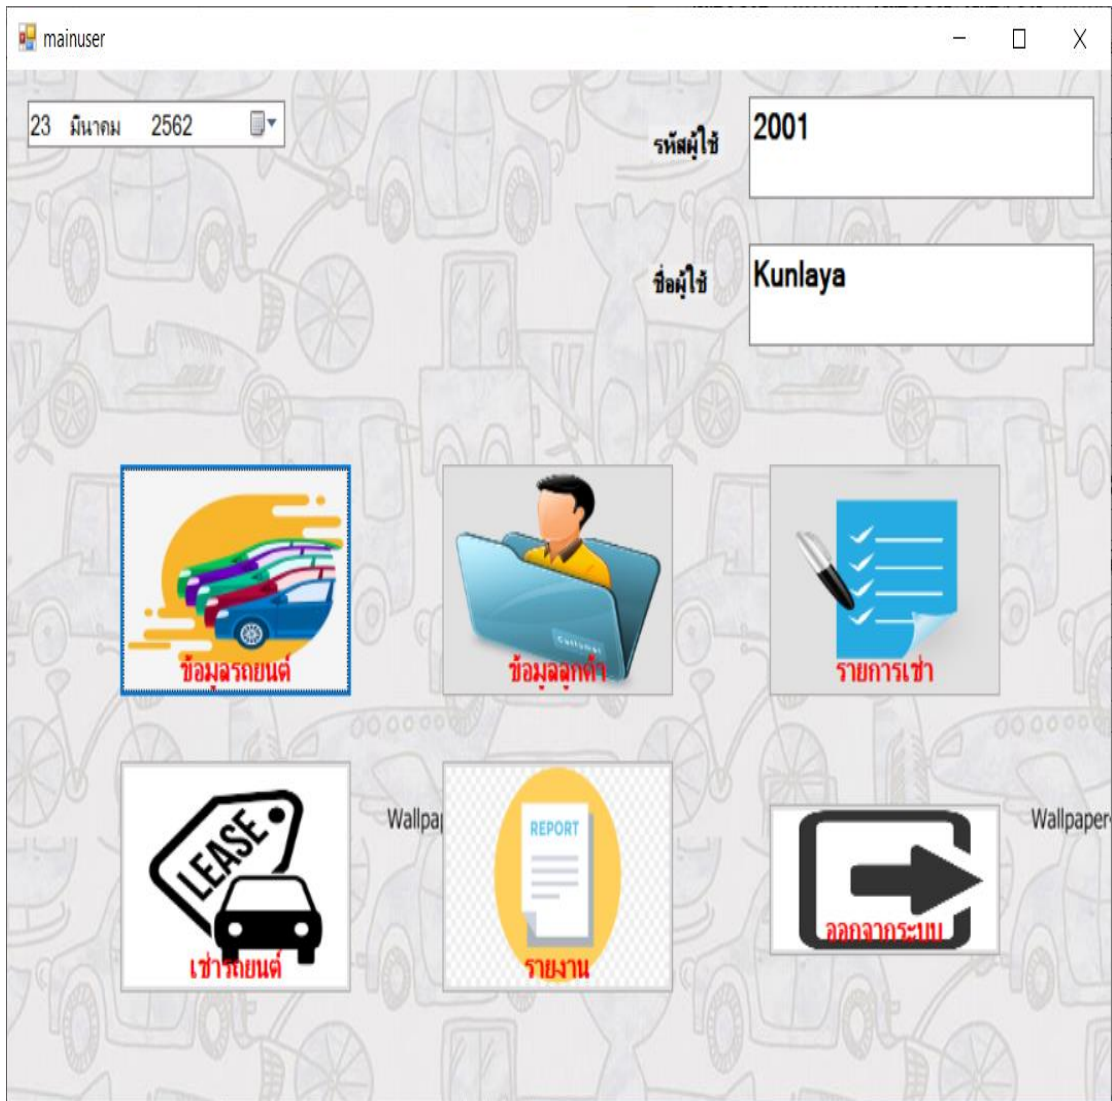 mainuser
23 มีนาคม 2562
รหัสผู้ใช้ 2001
ชื่อผู้ใช้ Kunlaya
Customer
ข้อมูลรถยนต์ ข้อมูลลูกค้า รายการเช่า
LEASE
REPORT
Wallpap
Wallpaper
เช่ารถยนต์ รายงาน ออกจากระบบ